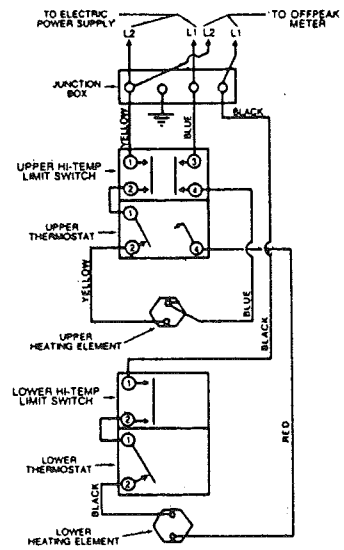 TO ELECTRIC
POWER SUPPLY
TO OFFPEAK
METER
L2
L1
L2
L1
JUNCTION
BOX
YELLOW
BLUE
BLACK
UPPER HI-TEMP
LIMIT SWITCH
1
3
2
4
UPPER
THERMOSTAT
1
2
4
YELLOW
BLUE
BLACK
UPPER
HEATING ELEMENT
LOWER HI-TEMP
LIMIT SWITCH
1
2
RED
LOWER
THERMOSTAT
1
2
BLACK
LOWER
HEATING ELEMENT